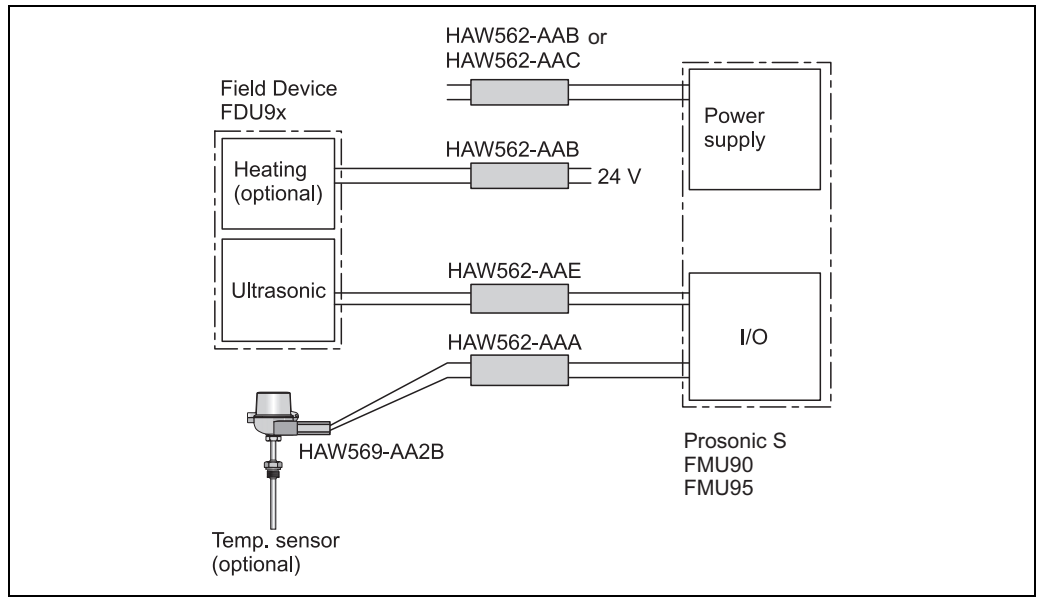 HAW562-AAB or
HAW562-AAC
Field Device
FDU9x
Power
supply
HAW562-AAB
Heating
(optional)
24 V
HAW562-AAE
Ultrasonic
I/O
HAW562-AAA
HAW569-AA2B
Prosonic S
FMU90
FMU95
Temp. sensor
(optional)